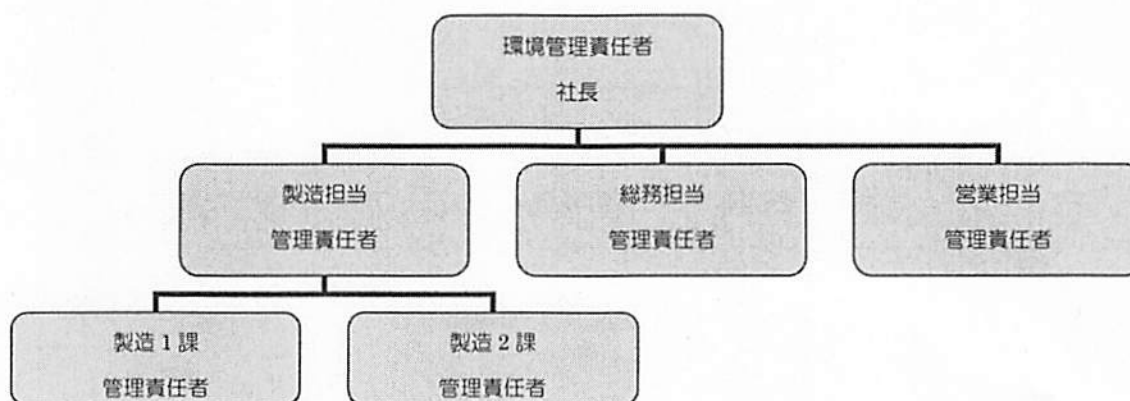 環境管理責任者
社長
製造担当
管理責任者
総務担当
管理責任者
営業担当
管理責任者
製造1課
管理責任者
製造2課
管理責任者